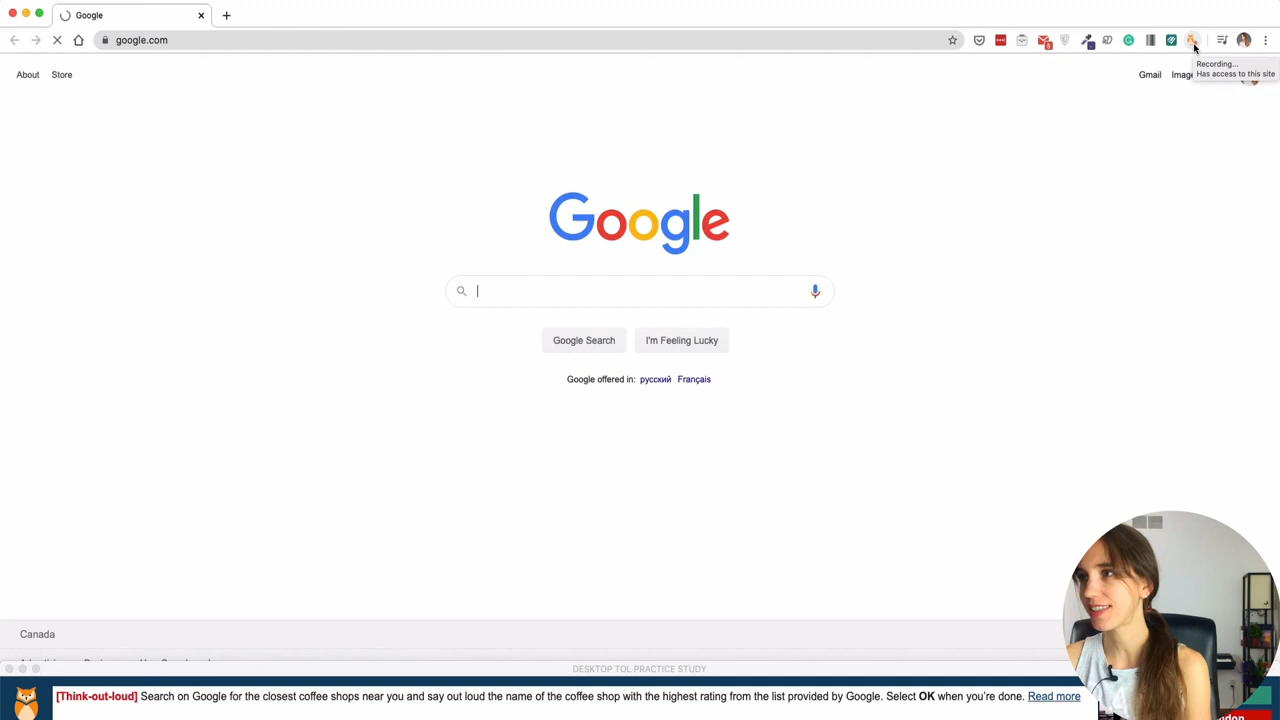 Google
google.com
Recording...
Has access to this site
About Store
Gmail
Google
Google Search I'm Feeling Lucky
Google offered in: русский Français
Canada
DESKTOP TOL PRACTICE STUDY
[Think-out-loud] Search on Google for the closest coffee shops near you and say out loud the name of the coffee shop with the highest rating from the list provided by Google. Select OK when you're done. Read more